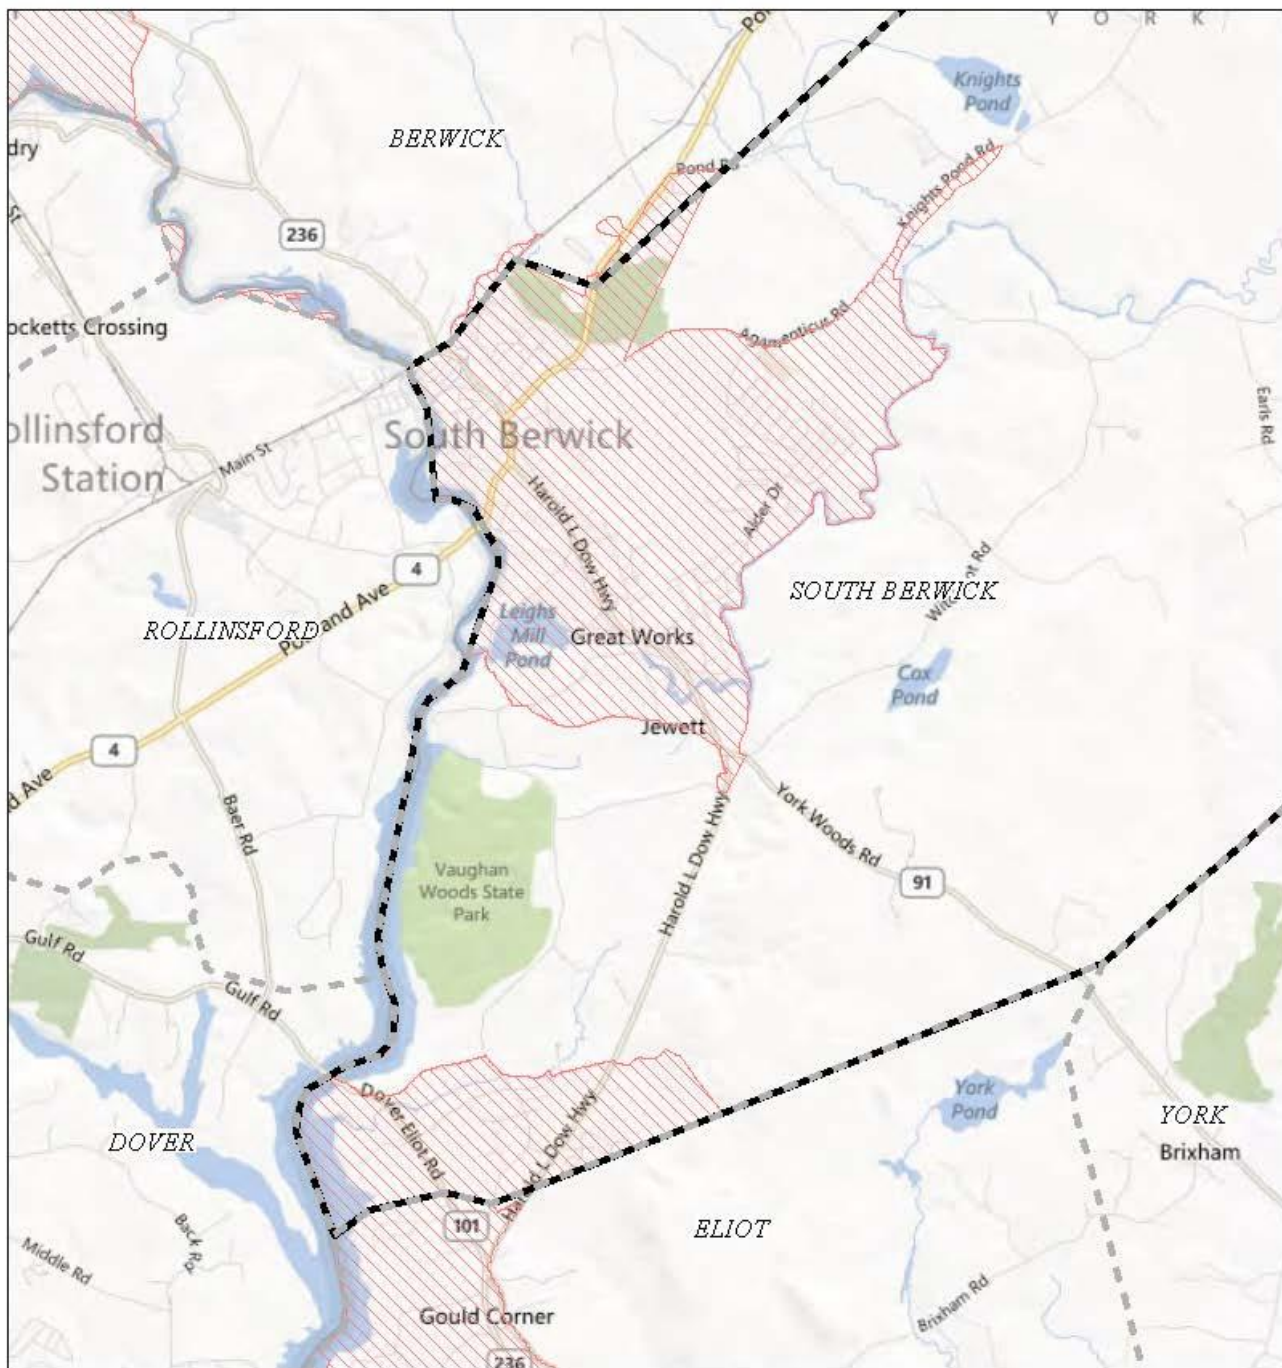 Y O R K
Knights
Pond
BERWICK
dry
St
Pond Rd
Knights Pond Rd
236
ocketts Crossing
Agamenticus Rd
Earls Rd
ollinsford
Station
Main St
South Berwick
Harold L Dow Hwy
Alder Dr
4
Portland Ave
ROLLINSFORD
Leighs
Mill
Pond
Great Works
SOUTH BERWICK
Cox
Pond
Jewett
4
d Ave
Baer Rd
York Woods Rd
Harold L Dow Hwy
Vaughan
Woods State
Park
91
Gulf Rd
Gulf Rd
Dover Eliot Rd
Harold L Dow Hwy
York
Pond
YORK
Brixham
DOVER
Back Rd
Middle Rd
101
ELIOT
Gould Corner
Brixham Rd
236